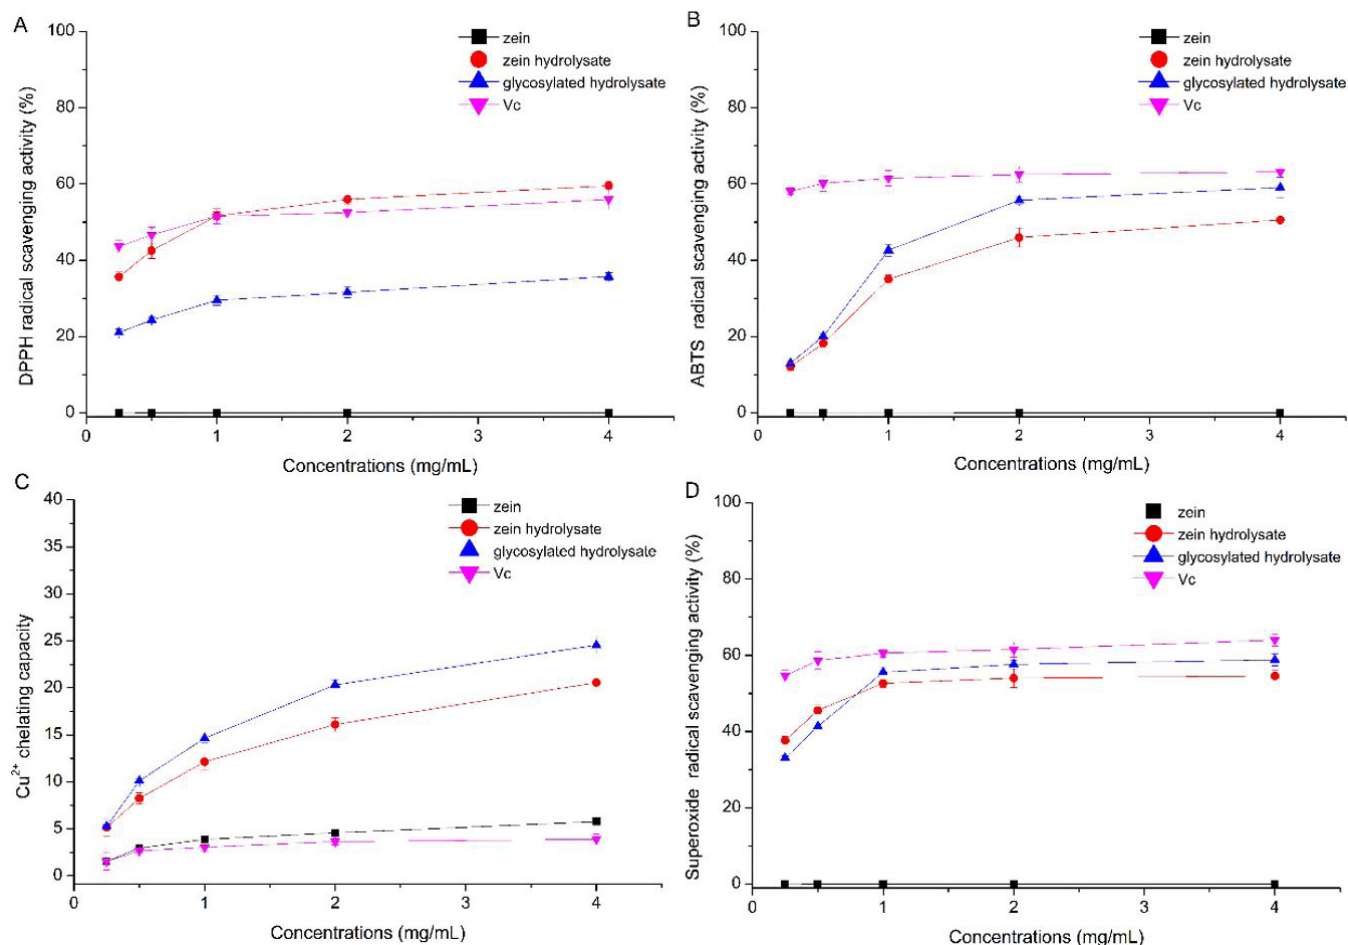 A
DPPH radical scavenging activity (%)
100
80
60
40
20
0
0 1 2 3 4
Concentrations (mg/mL)
zein
zein hydrolysate
glycosylated hydrolysate
Vc
B
ABTS radical scavenging activity (%)
100
80
60
40
20
0
0 1 2 3 4
Concentrations (mg/mL)
zein
zein hydrolysate
glycosylated hydrolysate
Vc
C
Cu²⁺ chelating capacity
40
35
30
25
20
15
10
5
0
1 2 3 4
Concentrations (mg/mL)
zein
zein hydrolysate
glycosylated hydrolysate
Vc
D
Superoxide radical scavenging activity (%)
100
80
60
40
20
0
0 1 2 3 4
Concentrations (mg/mL)
zein
zein hydrolysate
glycosylated hydrolysate
Vc